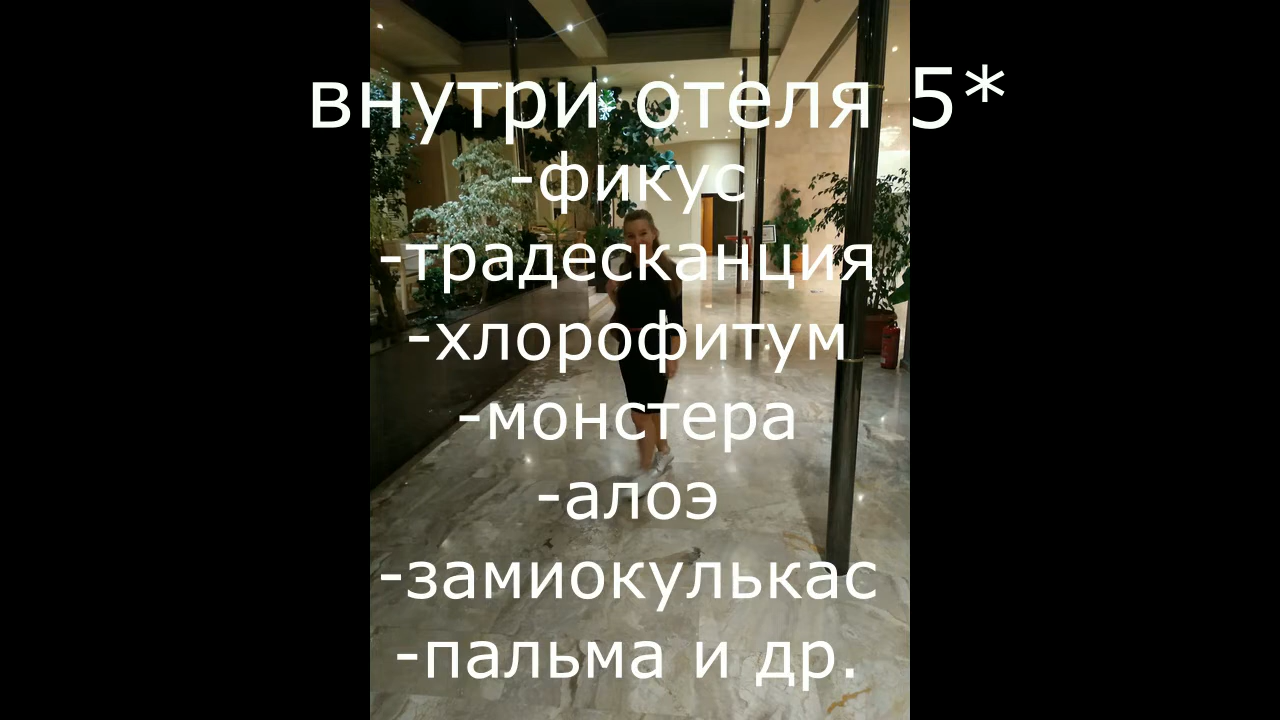 внутри отеля 5*
-фикус
-традесканция
-хлорофитум
-монстера
-алоэ
-замиокулькас
-пальма и др.